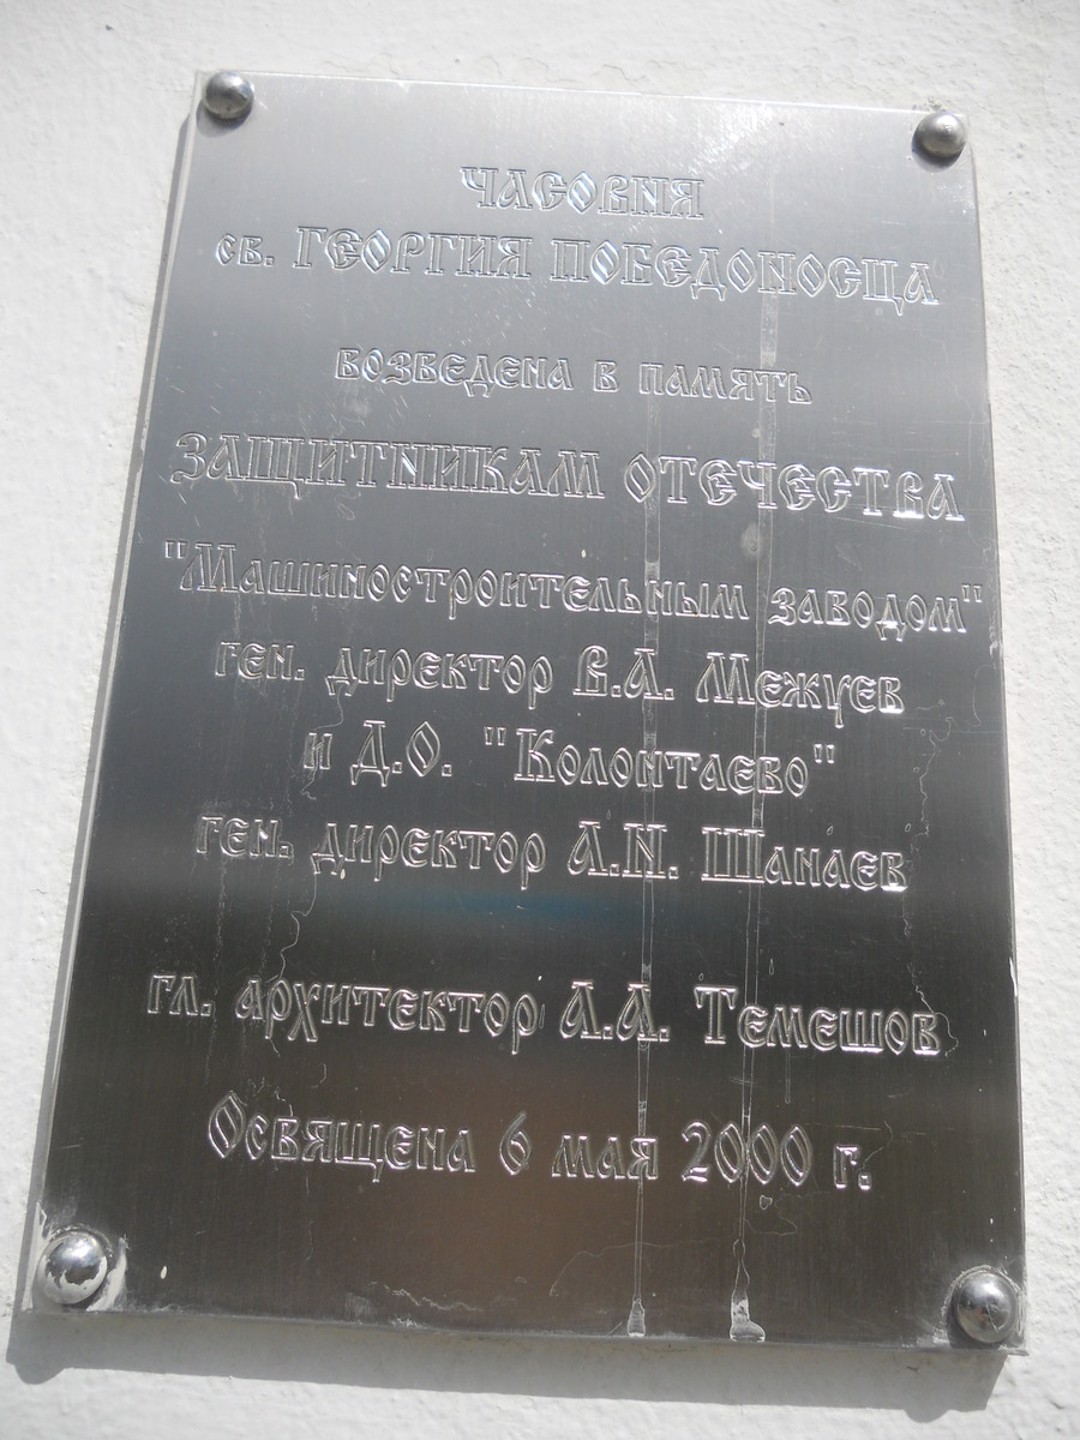 ЧАСОВНЯ
св. ГЕОРГИЯ ПОБЕДОНОСЦА
возведена в память
ЗАЩИТНИКАМ ОТЕЧЕСТВА
"Машиностроительным заводом"
ген. директор В.А. Межуев
и Д.О. "Колонтаево"
ген. директор А.Н. Шанаев
гл. архитектор А.А. Темешов
Освящена 6 мая 2000 г.